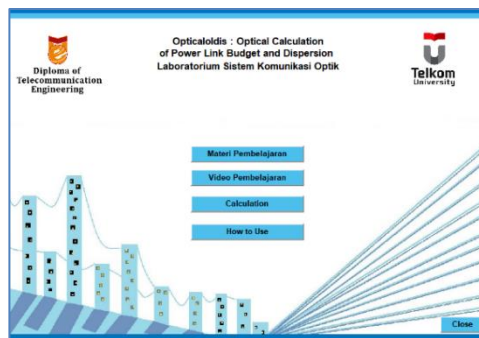 Opticaloldis : Optical Calculation
of Power Link Budget and Dispersion
Laboratorium Sistem Komunikasi Optik
Diploma of
Telecommunication
Engineering
Telkom
University
Materi Pembelajaran
Video Pembelajaran
Calculation
How to Use
Close